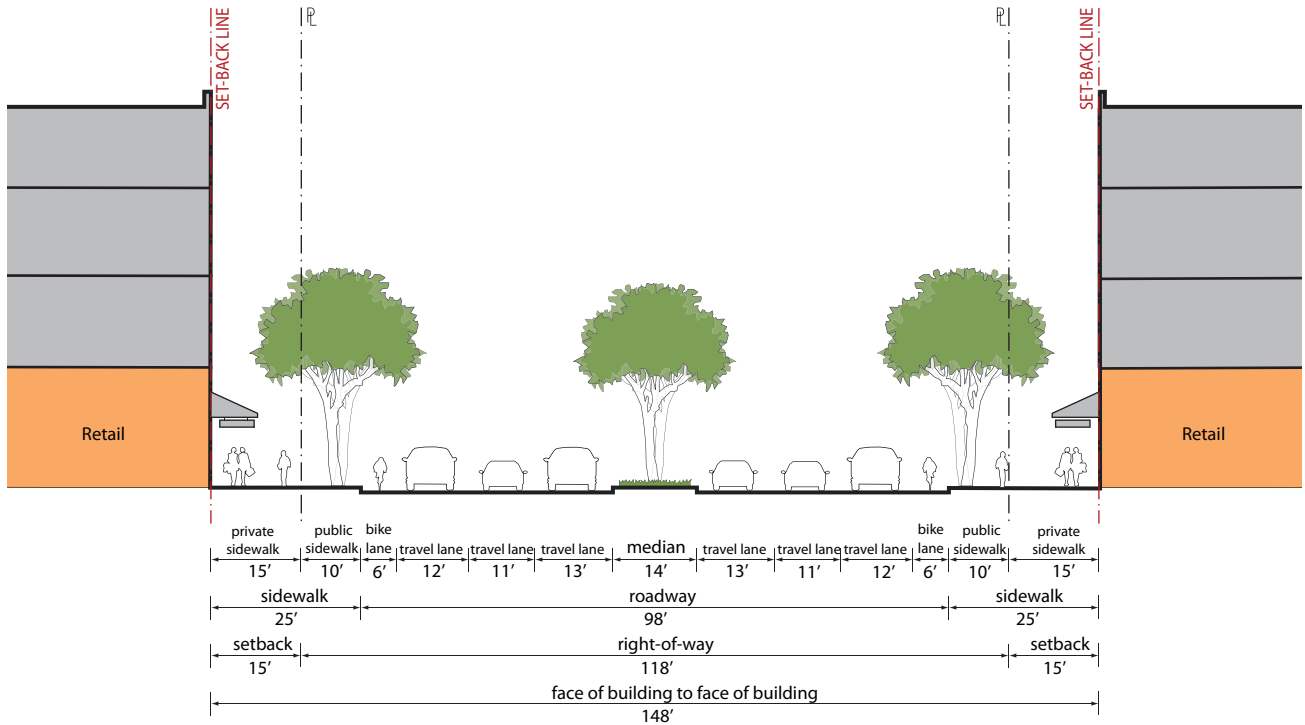 SET-BACK LINE
PL
PL
SET-BACK LINE
Retail
Retail
private sidewalk
public sidewalk
bike lane
travel lane
travel lane
travel lane
median
travel lane
travel lane
travel lane
bike lane
public sidewalk
private sidewalk
15’ 10’ 6’ 12’ 11’ 13’ 14’ 13’ 11’ 12’ 6’ 10’ 15’
sidewalk roadway sidewalk
25’ 98’ 25’
setback right-of-way setback
15’ 118’ 15’
face of building to face of building
148’